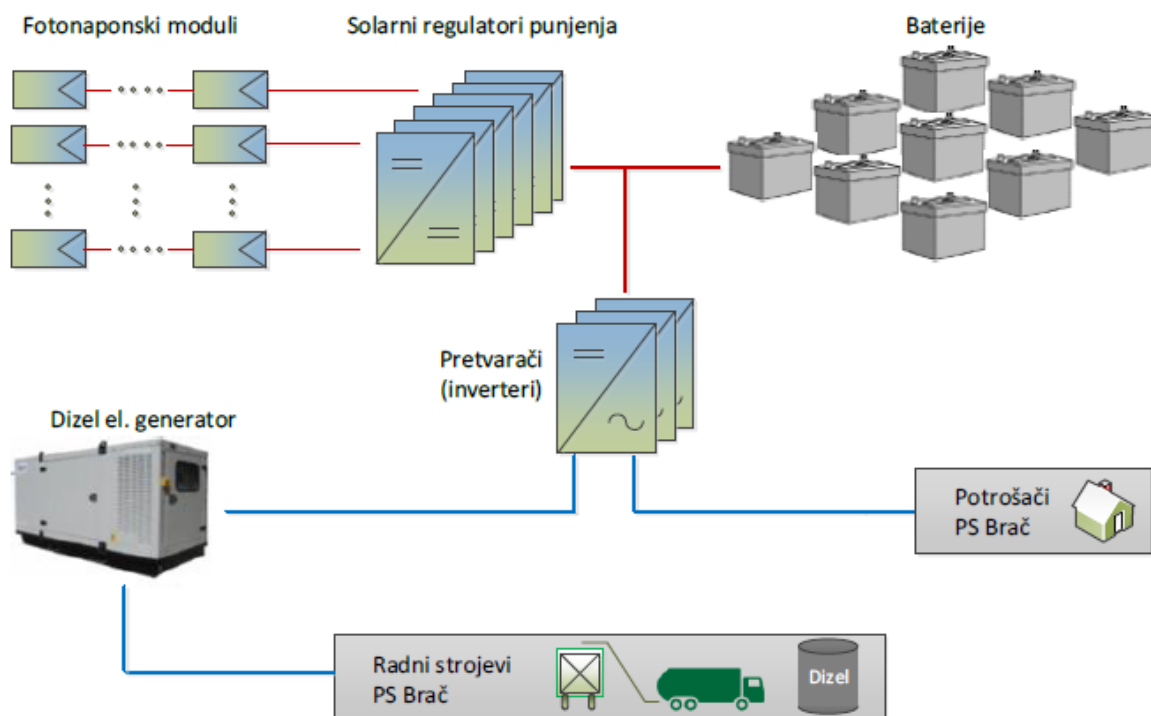 Fotonaponski moduli
Solarni regulatori punjenja
Baterije
Pretvarači
(inverteri)
Dizel el. generator
Potrošači
PS Brač
Radni strojevi
PS Brač
Dizel